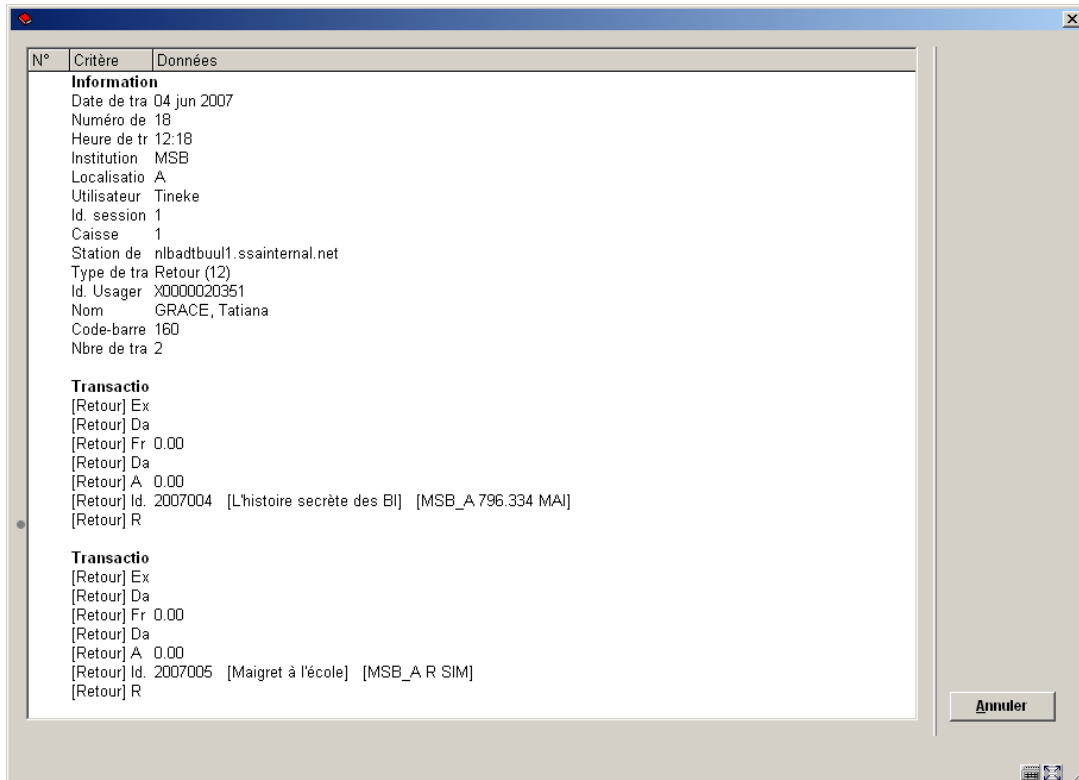 N° Critère Données
Information
Date de tra 04 jun 2007
Numéro de 18
Heure de tr 12:18
Institution MSB
Localisatio A
Utilisateur Tineke
Id. session 1
Caisse 1
Station de nlbadtbuul1.ssainternal.net
Type de tra Retour (12)
Id. Usager X0000020351
Nom GRACE, Tatiana
Code-barre 160
Nbre de tra 2
Transactio
[Retour] Ex
[Retour] Da
[Retour] Fr 0.00
[Retour] Da
[Retour] A 0.00
[Retour] Id. 2007004 [L'histoire secrète des Bl] [MSB_A 796.334 MAI]
[Retour] R
Transactio
[Retour] Ex
[Retour] Da
[Retour] Fr 0.00
[Retour] Da
[Retour] A 0.00
[Retour] Id. 2007005 [Maigret à l'école] [MSB_A R SIM]
[Retour] R
Annuler